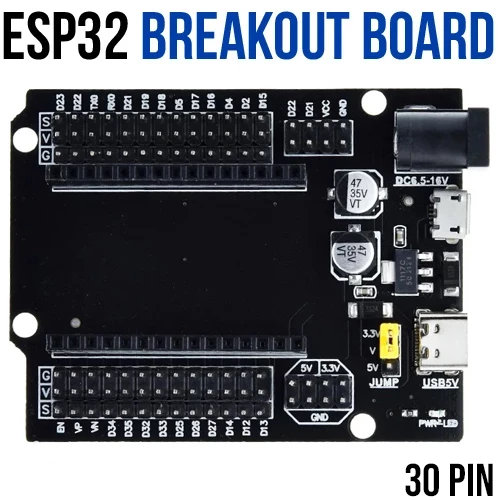 ESP32 BREAKOUT BOARD
D23 D22 TX0 RX0 D21 D19 D18 D5 D17 D16 D4 D2 D15
D22 D21 VCC GND
S
V
G
47
35V
VT
DC6.5-16V
47
35V
VT
1117C
3.3V
V
5V
JUMP
USB5V
G
V
S
5V 3.3V
GND
EN VP VN D34 D35 D32 D33 D25 D26 D27 D14 D12 D13
PWR-LED
30 PIN